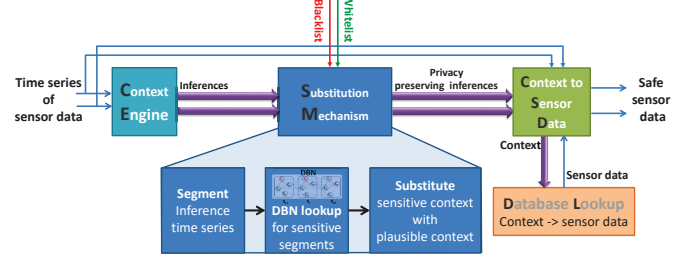 Blacklist
Whitelist
Time series
of
sensor data
Context
Engine
Inferences
Substitution
Mechanism
Privacy
preserving inferences
Context to
Sensor
Data
Safe
sensor
data
Context
Sensor data
Database Lookup
Context -> sensor data
Segment
Inference
time series
DBN
DBN lookup
for sensitive
segments
Substitute
sensitive context
with
plausible context